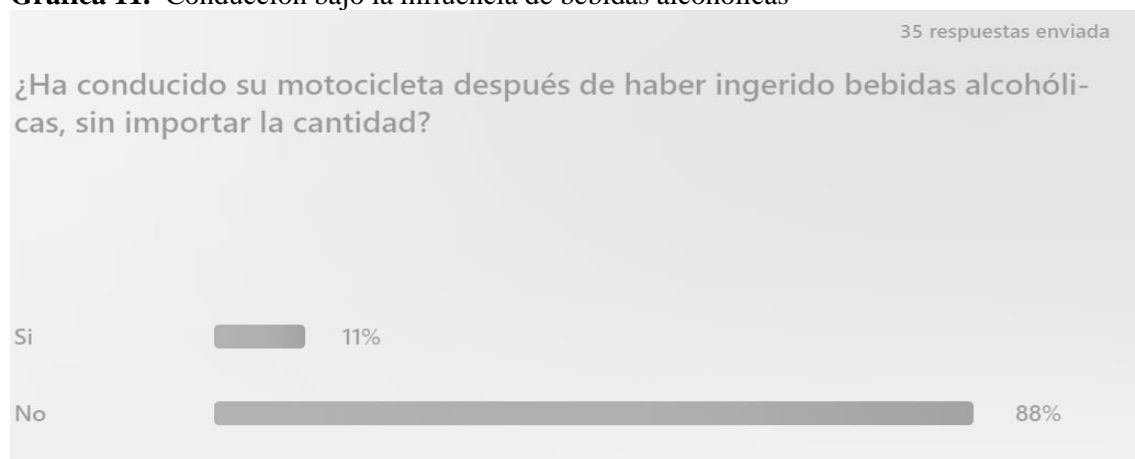 Gráfica 11. Conducción bajo la influencia de bebidas alcohólicas
35 respuestas enviada
¿Ha conducido su motocicleta después de haber ingerido bebidas alcohóli-
cas, sin importar la cantidad?
Si 11%
No 88%